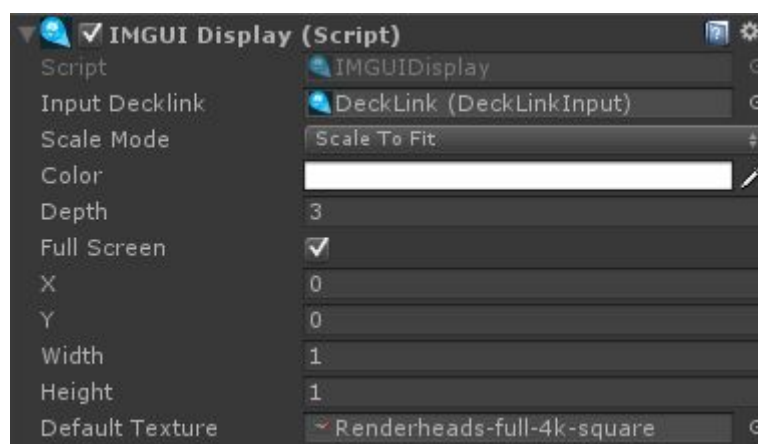 IMGUI Display (Script)
Script IMGUIDisplay
Input Decklink DeckLink (DeckLinkInput)
Scale Mode Scale To Fit
Color
Depth 3
Full Screen
X 0
Y 0
Width 1
Height 1
Default Texture Renderheads-full-4k-square